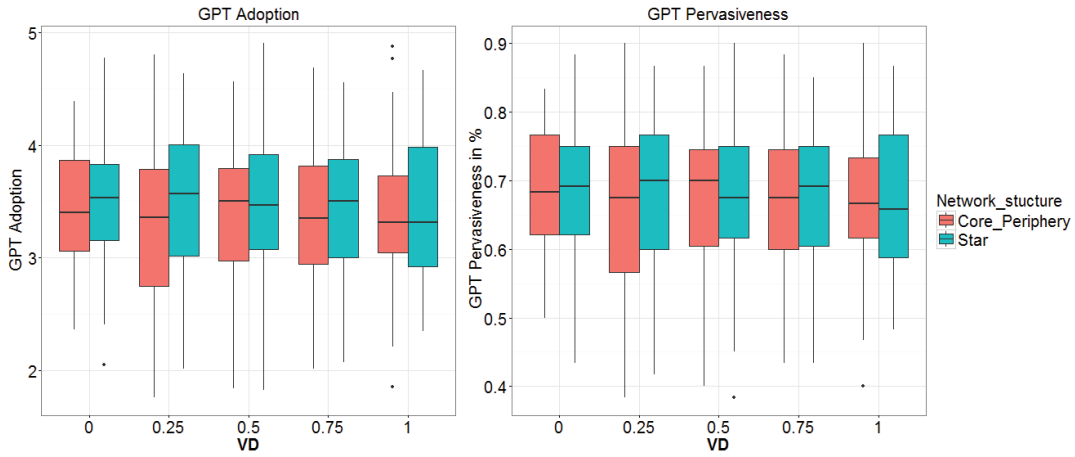 GPT Adoption
GPT Adoption
5
4
3
2
0
0.25
0.5
0.75
1
VD
GPT Pervasiveness
GPT Pervasiveness in %
0.9
0.8
0.7
0.6
0.5
0.4
0
0.25
0.5
0.75
1
VD
Network_stucture
Core_Periphery
Star